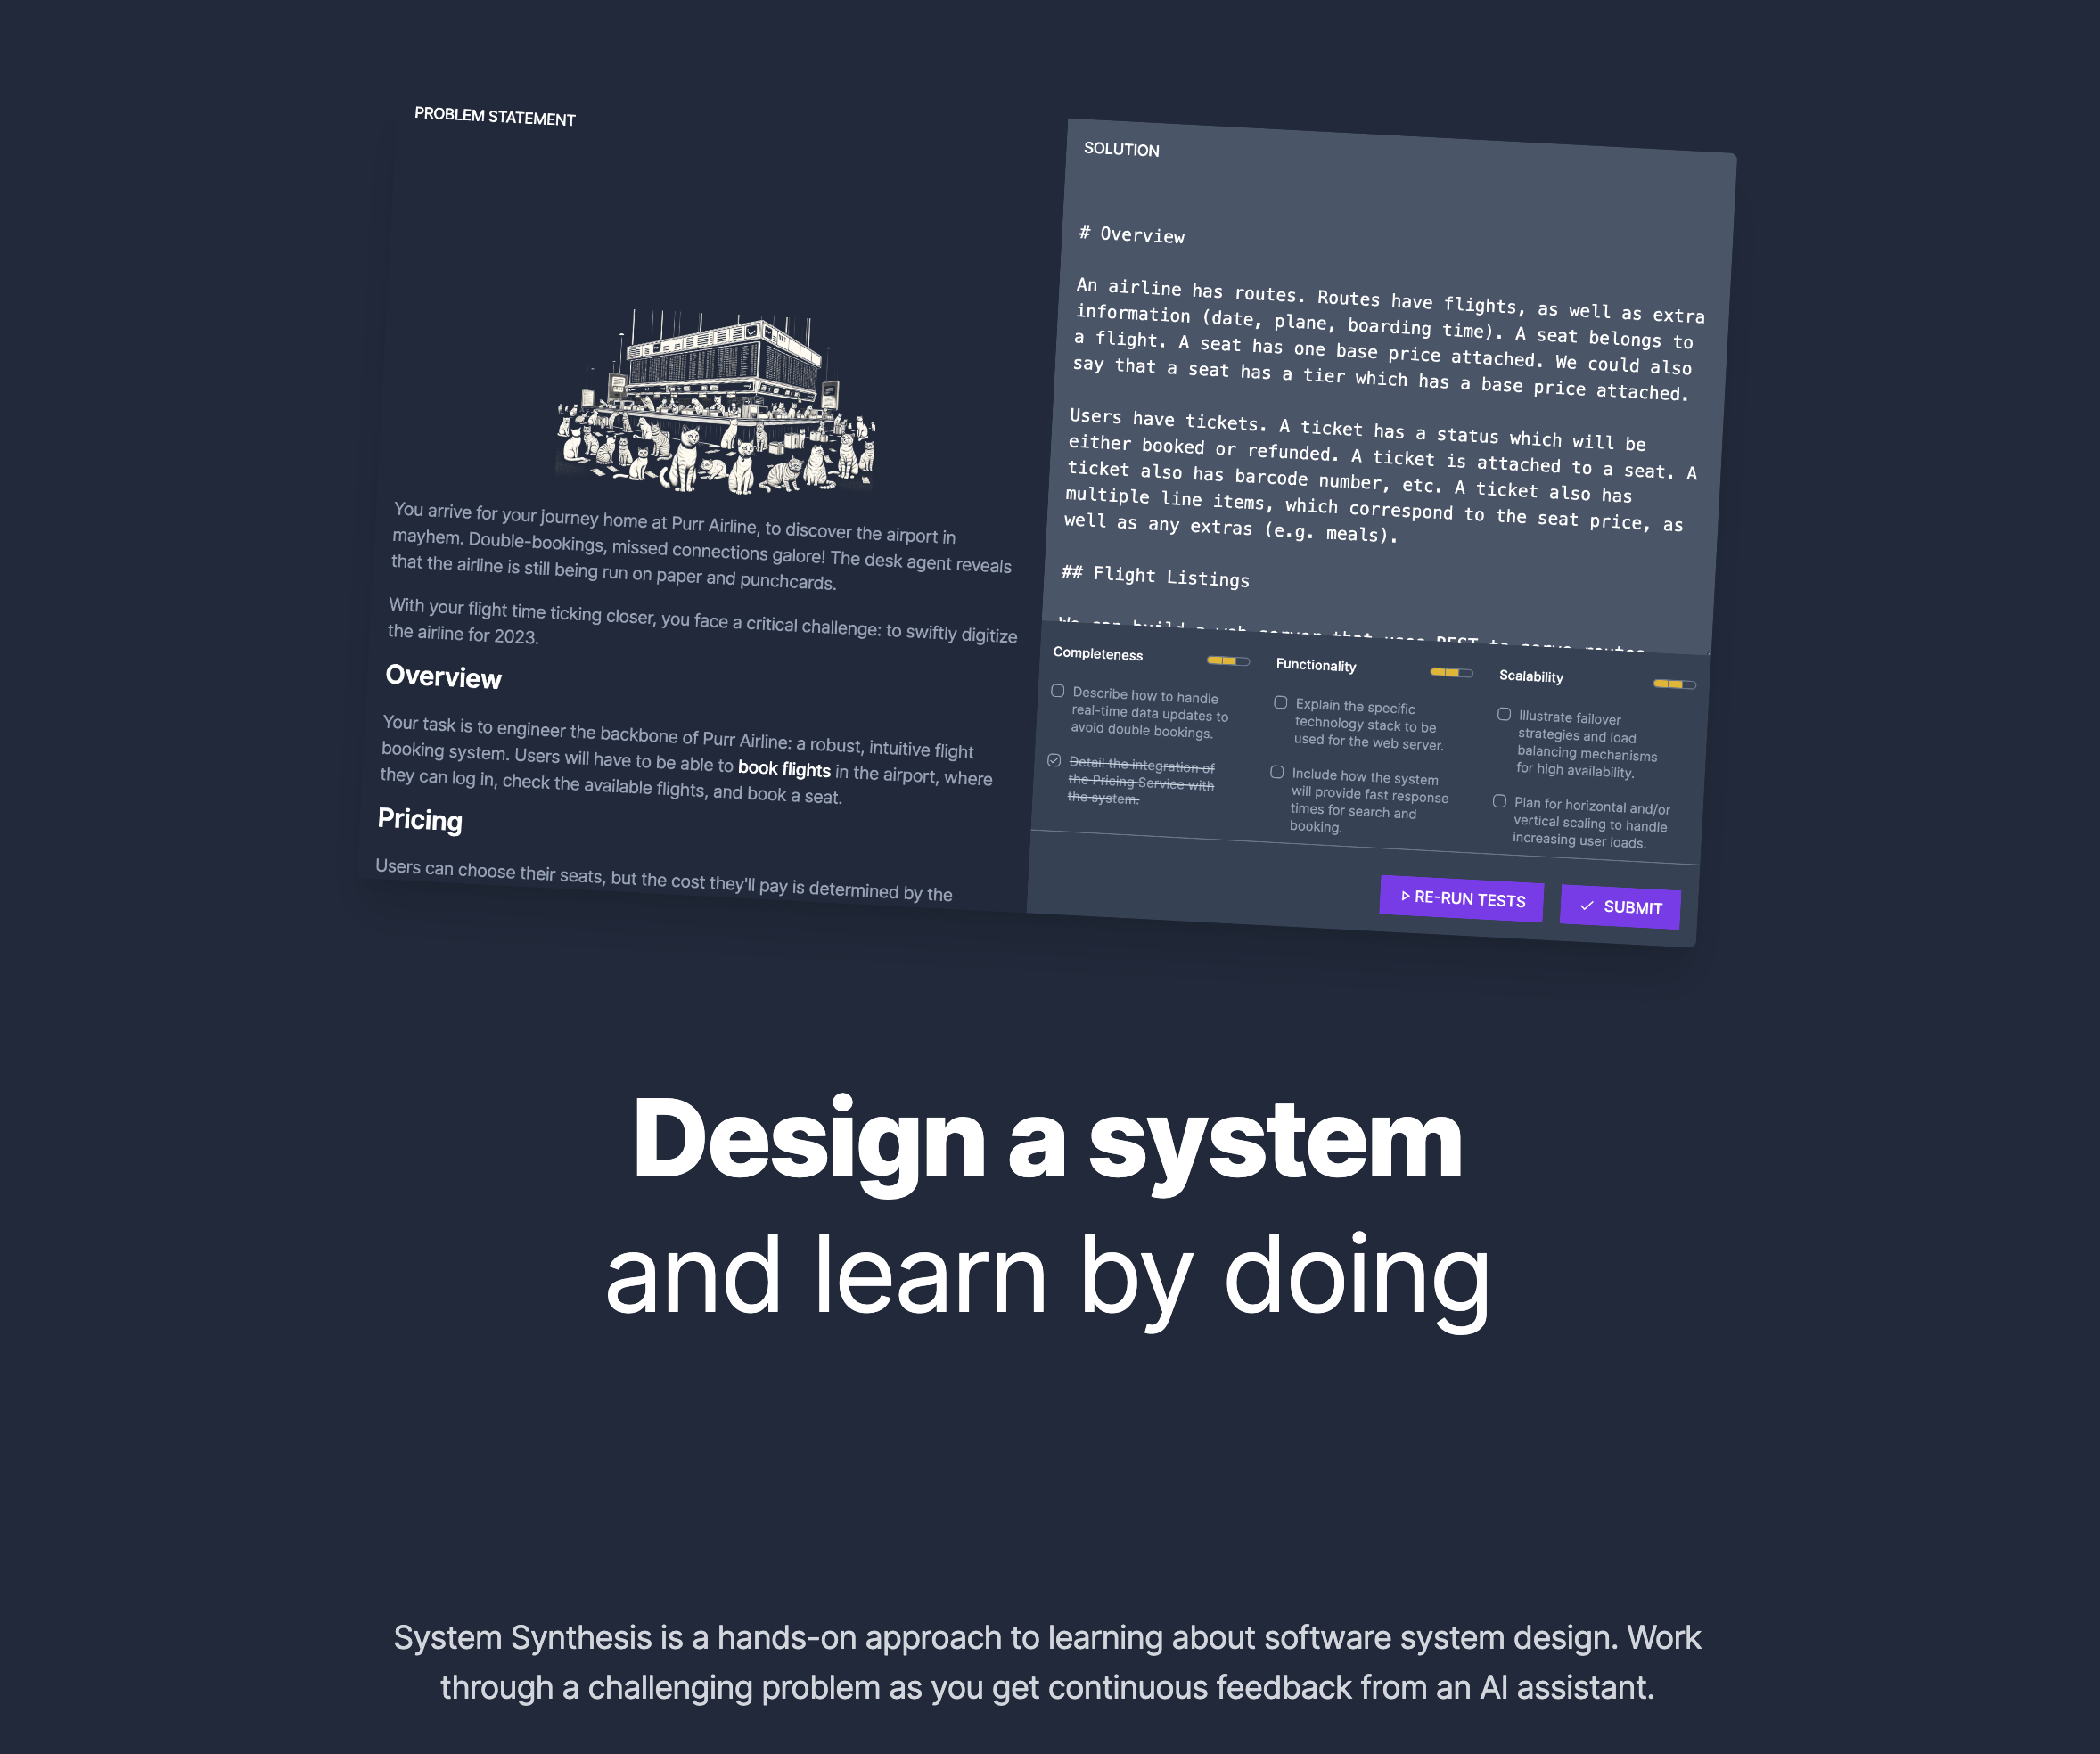 PROBLEM STATEMENT
You arrive for your journey home at Purr Airline, to discover the airport in
mayhem. Double-bookings, missed connections galore! The desk agent reveals
that the airline is still being run on paper and punchcards.
With your flight time ticking closer, you face a critical challenge: to swiftly digitize
the airline for 2023.
Overview
Your task is to engineer the backbone of Purr Airline: a robust, intuitive flight
booking system. Users will have to be able to book flights in the airport, where
they can log in, check the available flights, and book a seat.
Pricing
Users can choose their seats, but the cost they'll pay is determined by the
SOLUTION
# Overview
An airline has routes. Routes have flights, as well as extra
information (date, plane, boarding time). A seat belongs to
a flight. A seat has one base price attached. We could also
say that a seat has a tier which has a base price attached.
Users have tickets. A ticket has a status which will be
either booked or refunded. A ticket is attached to a seat. A
ticket also has barcode number, etc. A ticket also has
multiple line items, which correspond to the seat price, as
well as any extras (e.g. meals).
## Flight Listings
We can build a web server that uses REST to serve routes
Completeness
Describe how to handle
real-time data updates to
avoid double bookings.
Detail the integration of
the Pricing Service with
the system.
Functionality
Explain the specific
technology stack to be
used for the web server.
Include how the system
will provide fast response
times for search and
booking.
Scalability
Illustrate failover
strategies and load
balancing mechanisms
for high availability.
Plan for horizontal and/or
vertical scaling to handle
increasing user loads.
RE-RUN TESTS
SUBMIT
Design a system
and learn by doing
System Synthesis is a hands-on approach to learning about software system design. Work
through a challenging problem as you get continuous feedback from an AI assistant.